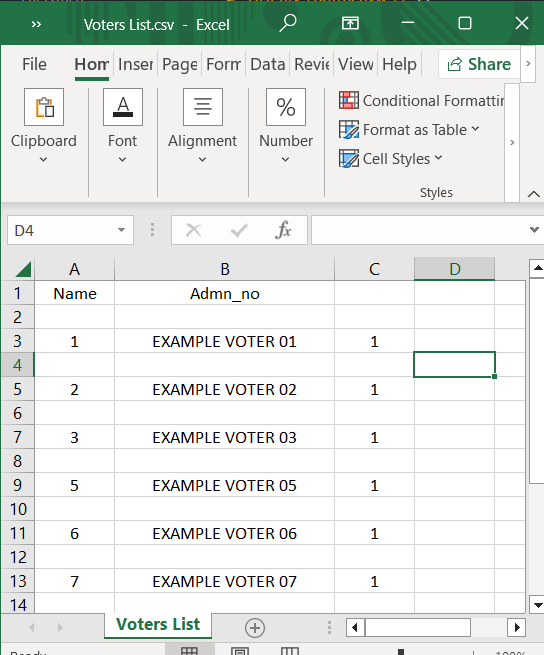 Voters List.csv - Excel
File Hom Inser Page Form Data Revie View Help Share
Clipboard
Font
Alignment
%
Number
Conditional Formattin
Format as Table
Cell Styles
Styles
D4 fx
A B C D
1 Name Admn_no
2
3 1 EXAMPLE VOTER 01 1
4
5 2 EXAMPLE VOTER 02 1
6
7 3 EXAMPLE VOTER 03 1
8
9 5 EXAMPLE VOTER 05 1
10
11 6 EXAMPLE VOTER 06 1
12
13 7 EXAMPLE VOTER 07 1
14
Voters List